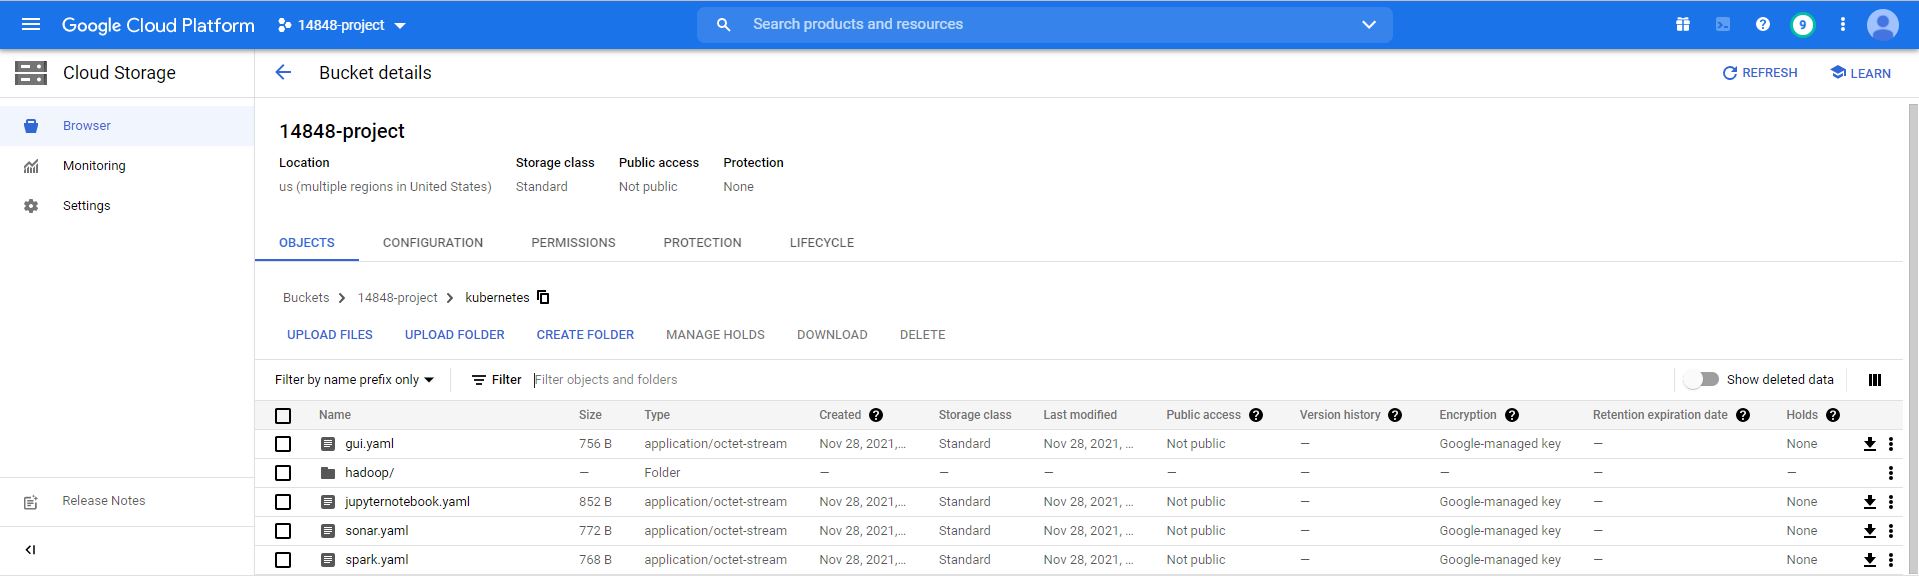 Google Cloud Platform 14848-project Search products and resources 9
Cloud Storage Bucket details REFRESH LEARN
Browser
Monitoring
Settings
Release Notes
14848-project
Location Storage class Public access Protection
us (multiple regions in United States) Standard Not public None
OBJECTS CONFIGURATION PERMISSIONS PROTECTION LIFECYCLE
Buckets > 14848-project > kubernetes
UPLOAD FILES UPLOAD FOLDER CREATE FOLDER MANAGE HOLDS DOWNLOAD DELETE
Filter by name prefix only Filter Filter objects and folders Show deleted data
Name Size Type Created ? Storage class Last modified Public access ? Version history ? Encryption ? Retention expiration date ? Holds ?
gui.yaml 756 B application/octet-stream Nov 28, 2021,... Standard Nov 28, 2021, ... Not public — Google-managed key — None
hadoop/ — Folder — — — — — — — —
jupyternotebook.yaml 852 B application/octet-stream Nov 28, 2021,... Standard Nov 28, 2021, ... Not public — Google-managed key — None
sonar.yaml 772 B application/octet-stream Nov 28, 2021,... Standard Nov 28, 2021, ... Not public — Google-managed key — None
spark.yaml 768 B application/octet-stream Nov 28, 2021,... Standard Nov 28, 2021, ... Not public — Google-managed key — None